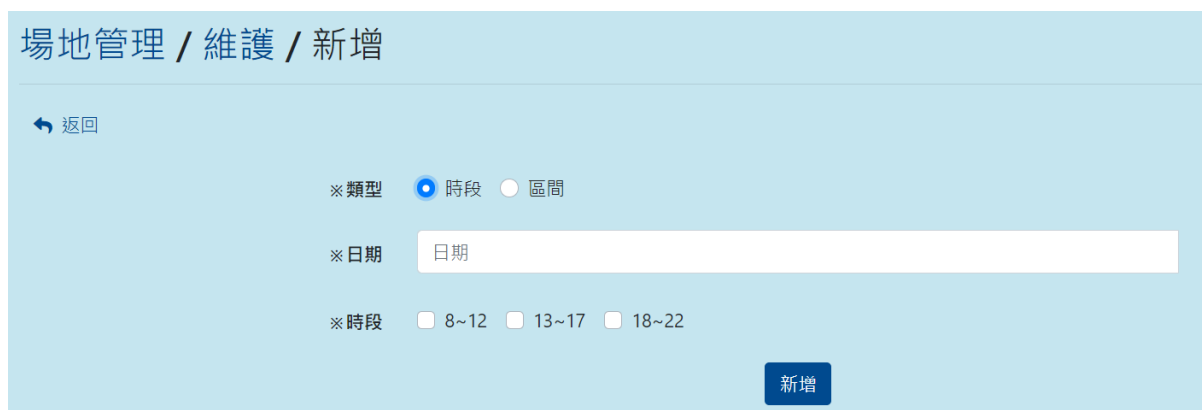 場地管理 / 維護 / 新增
返回
※類型 時段 區間
※日期 日期
※時段 8~12 13~17 18~22
新增